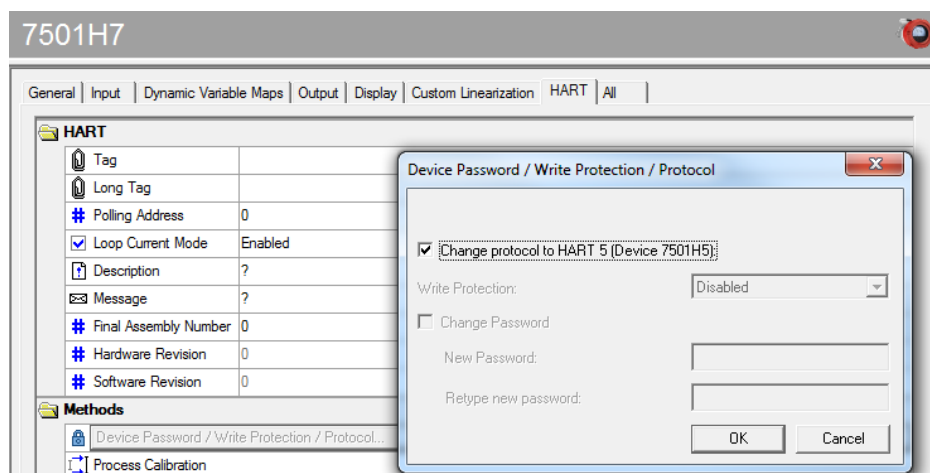 7501H7
General Input Dynamic Variable Maps Output Display Custom Linearization HART All
HART
Tag
Long Tag
Polling Address 0
Loop Current Mode Enabled
Description ?
Message ?
Final Assembly Number 0
Hardware Revision 0
Software Revision 0
Methods
Device Password / Write Protection / Protocol...
Process Calibration
Device Password / Write Protection / Protocol
Change protocol to HART 5 (Device 7501H5):
Write Protection: Disabled
Change Password
New Password:
Retype new password:
OK Cancel